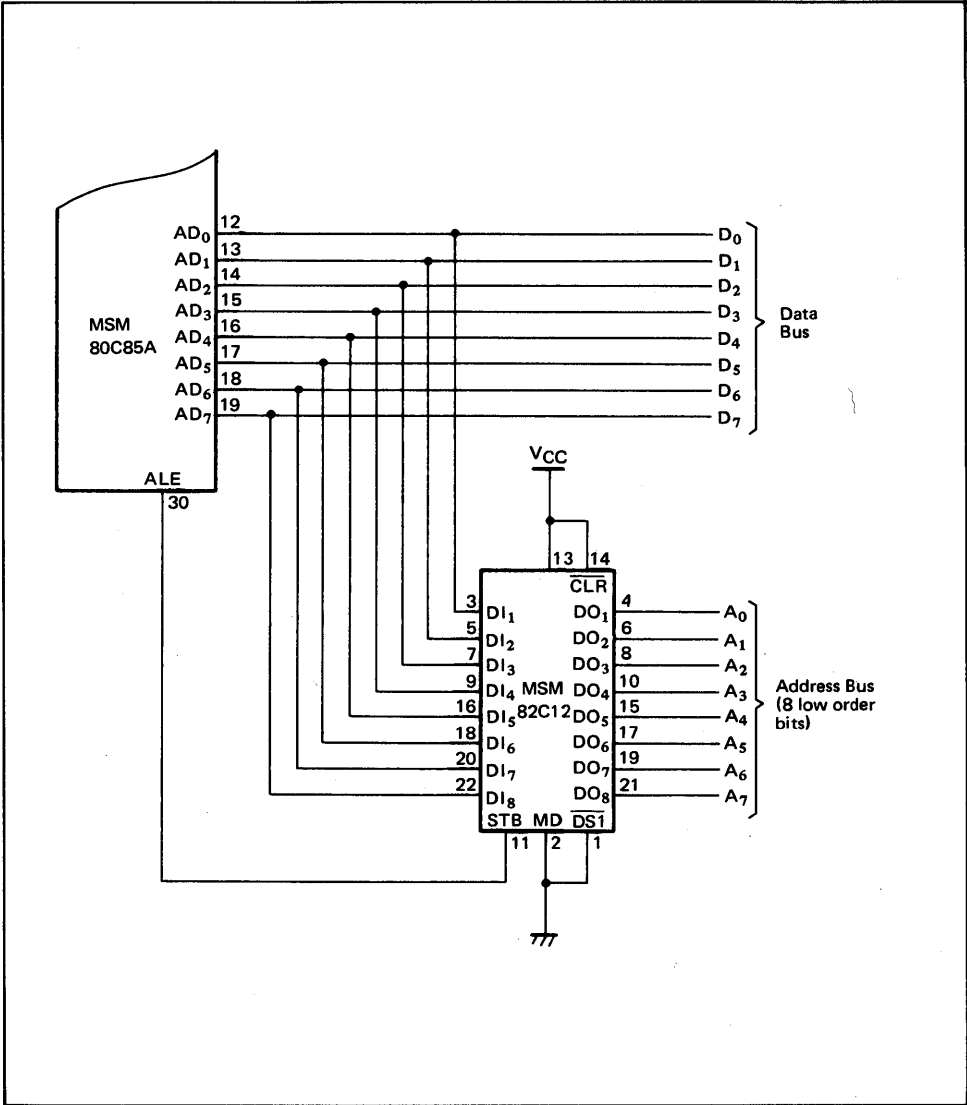 12
AD₀ D₀
13
AD₁ D₁
14
AD₂ D₂
15
AD₃ D₃
MSM
80C85A
16
AD₄ D₄
17
AD₅ D₅
18
AD₆ D₆
19
AD₇ D₇
Data
Bus
ALE
30
VCC
13 14
CLR
3 DI₁ DO₁ 4 A₀
5 DI₂ DO₂ 6 A₁
7 DI₃ DO₃ 8 A₂
9 DI₄ DO₄ 10 A₃
MSM
82C12
16 DI₅ DO₅ 15 A₄
18 DI₆ DO₆ 17 A₅
20 DI₇ DO₇ 19 A₆
22 DI₈ DO₈ 21 A₇
Address Bus
(8 low order
bits)
STB MD DS1
11 2 1